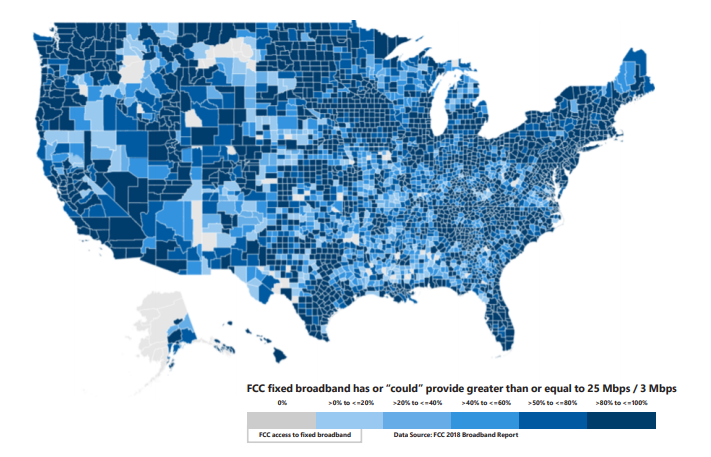 FCC fixed broadband has or “could” provide greater than or equal to 25 Mbps / 3 Mbps
0% >0% to <=20% >20% to <=40% >40% to <=60% >50% to <=80% >80% to <=100%
FCC access to fixed broadband Data Source: FCC 2018 Broadband Report